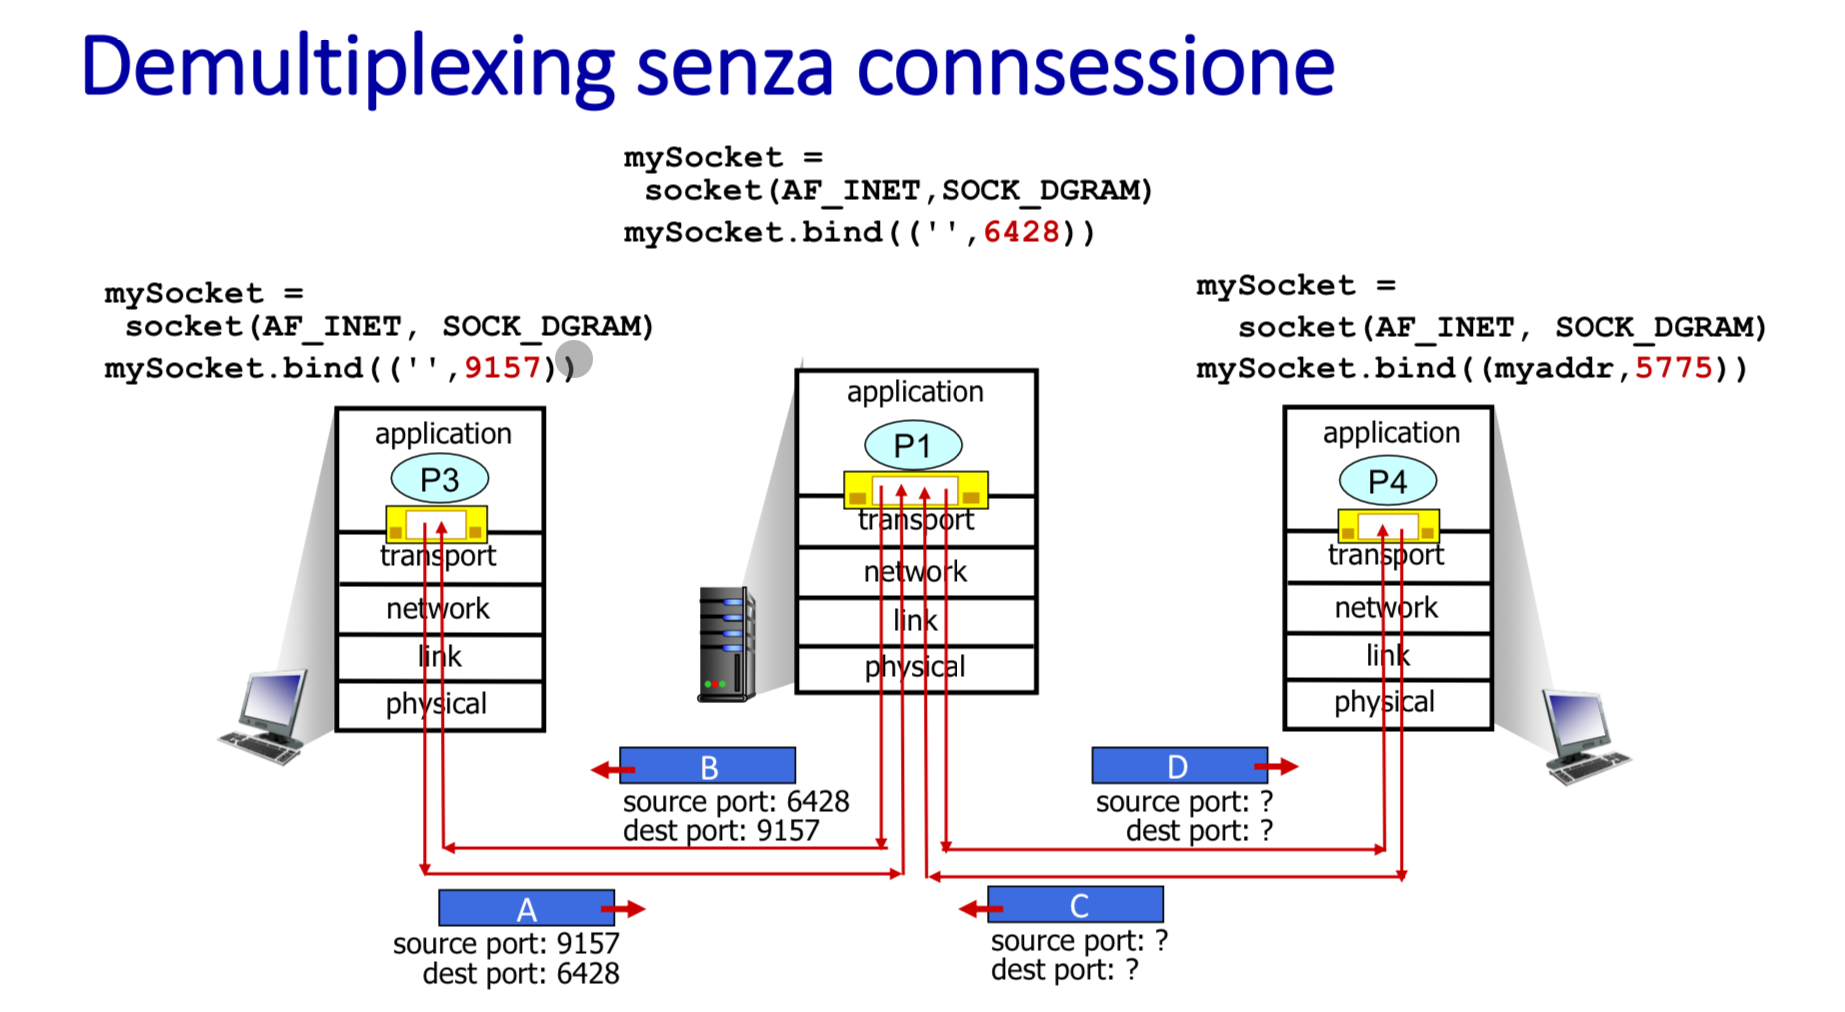 Demultiplexing senza connsessione
mySocket =
socket(AF_INET,SOCK_DGRAM)
mySocket.bind(('',6428))
mySocket =
socket(AF_INET, SOCK_DGRAM)
mySocket.bind(('',9157))
mySocket =
socket(AF_INET, SOCK_DGRAM)
mySocket.bind((myaddr,5775))
application
P3
transport
network
link
physical
application
P1
transport
network
link
physical
application
P4
transport
network
link
physical
B
source port: 6428
dest port: 9157
D
source port: ?
dest port: ?
A
source port: 9157
dest port: 6428
C
source port: ?
dest port: ?